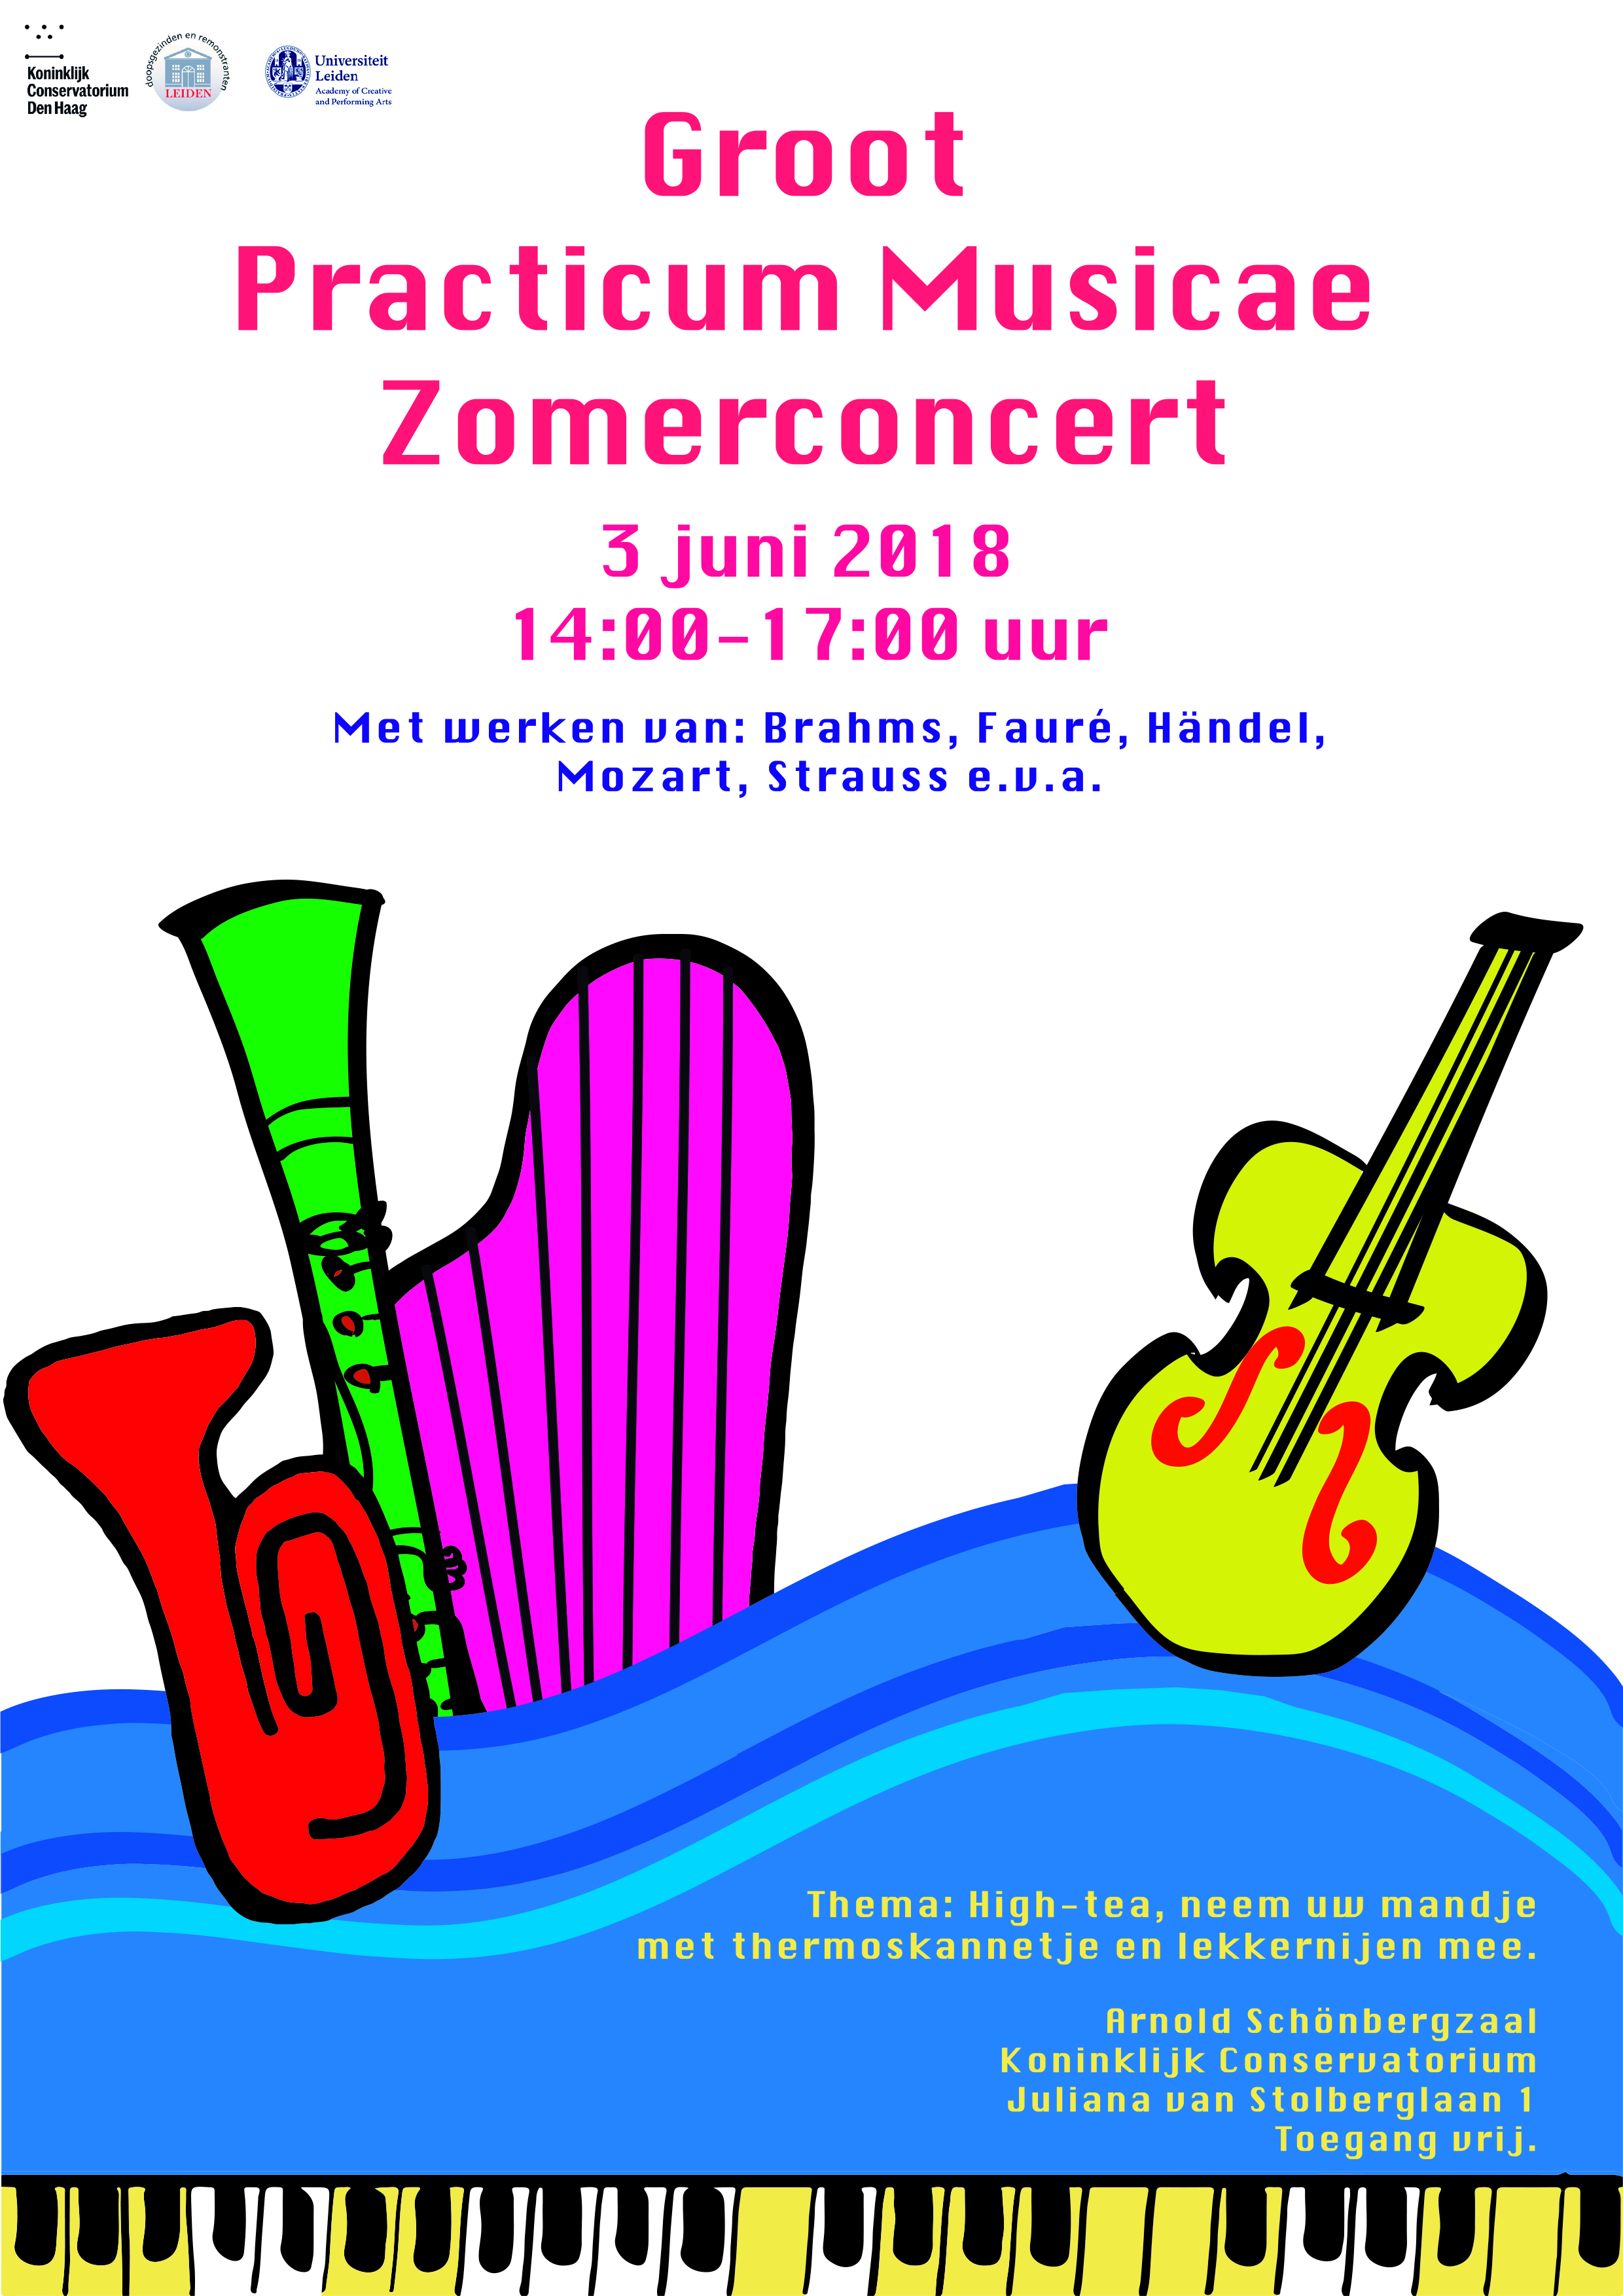 Koninklijk
Conservatorium
Den Haag
doopsgezinden en remonstranten
LEIDEN
Universiteit
Leiden
Academy of Creative
and Performing Arts
Groot
Practicum Musicae
Zomerconcert
3 juni 2018
14:00-17:00 uur
Met werken van: Brahms, Fauré, Händel,
Mozart, Strauss e.v.a.
Thema: High-tea, neem uw mandje
met thermoskannetje en lekkernijen mee.
Arnold Schönbergzaal
Koninklijk Conservatorium
Juliana van Stolberglaan 1
Toegang vrij.